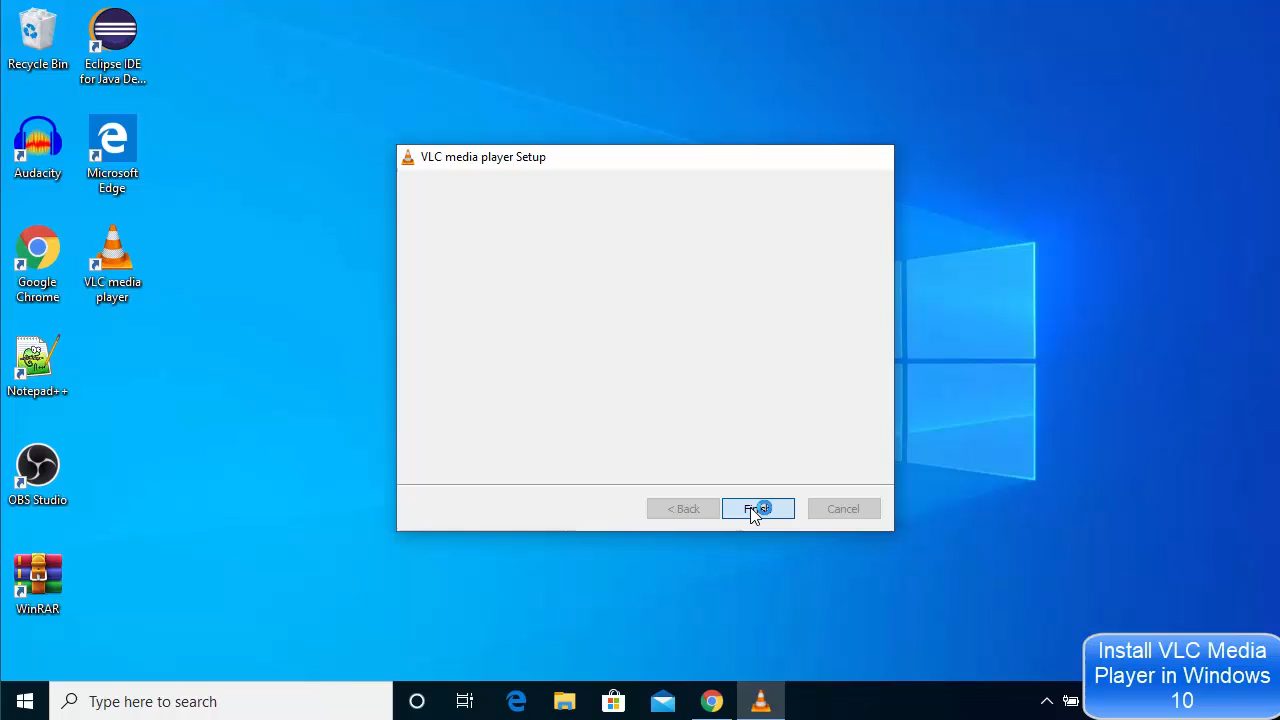 Recycle Bin
Eclipse IDE
for Java De...
Audacity
Microsoft
Edge
Google
Chrome
VLC media
player
Notepad++
OBS Studio
WinRAR
VLC media player Setup
< Back
Finish
Cancel
Type here to search
Install VLC Media
Player in Windows
10